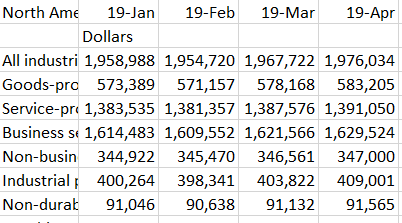 North Ame 19-Jan 19-Feb 19-Mar 19-Apr
Dollars
All industri 1,958,988 1,954,720 1,967,722 1,976,034
Goods-pro 573,389 571,157 578,168 583,205
Service-pro 1,383,535 1,381,357 1,387,576 1,391,050
Business se 1,614,483 1,609,552 1,621,566 1,629,524
Non-busin 344,922 345,470 346,561 347,000
Industrial p 400,264 398,341 403,822 409,001
Non-durab 91,046 90,638 91,132 91,565